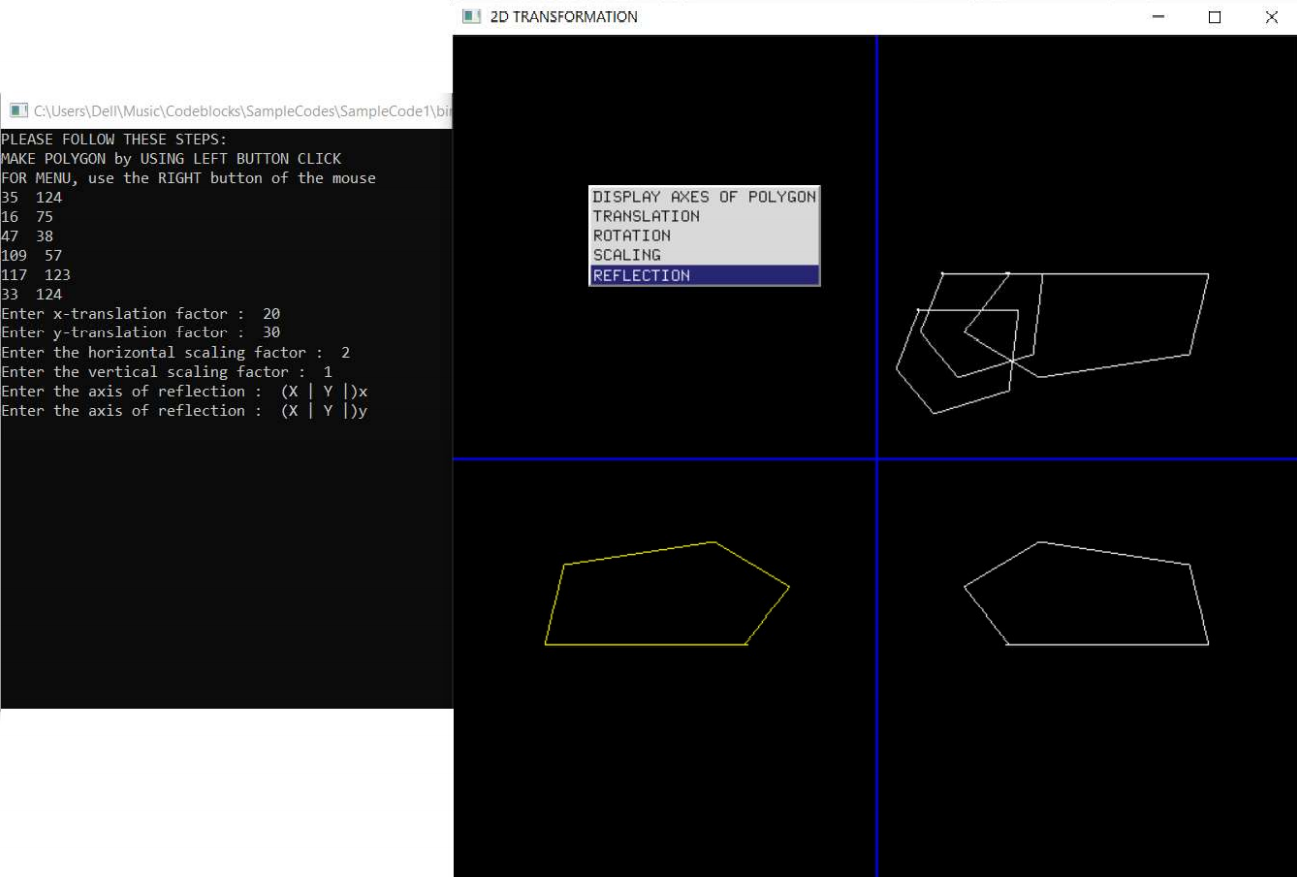 2D TRANSFORMATION
C:\Users\Dell\Music\Codeblocks\SampleCodes\SampleCode1\bi
PLEASE FOLLOW THESE STEPS:
MAKE POLYGON by USING LEFT BUTTON CLICK
FOR MENU, use the RIGHT button of the mouse
35  124
16  75
47  38
109  57
117  123
33  124
Enter x-translation factor :  20
Enter y-translation factor :  30
Enter the horizontal scaling factor :  2
Enter the vertical scaling factor :  1
Enter the axis of reflection :  (X | Y |)x
Enter the axis of reflection :  (X | Y |)y
DISPLAY AXES OF POLYGON
TRANSLATION
ROTATION
SCALING
REFLECTION